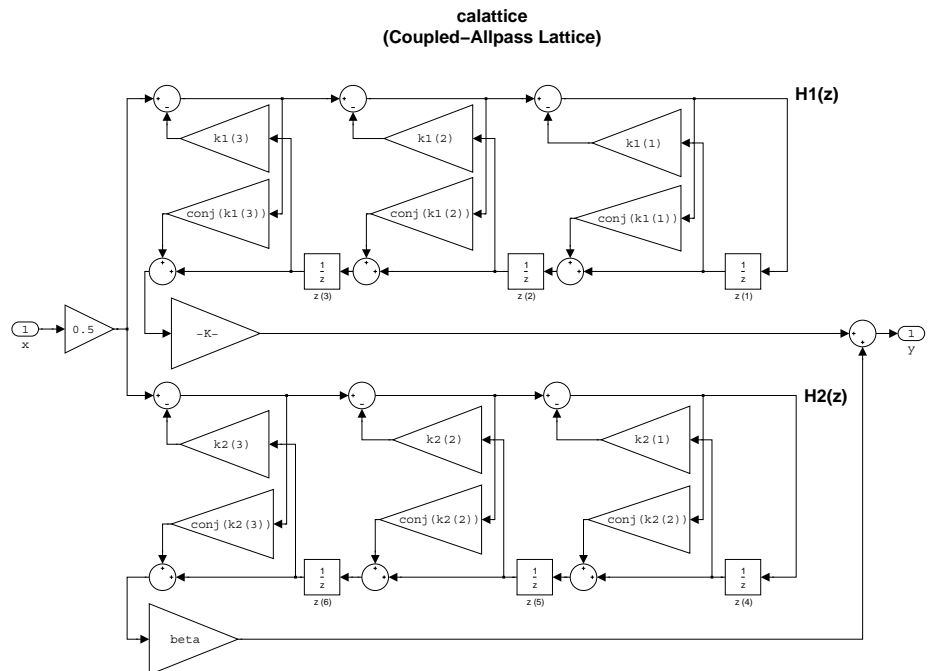 calattice
(Coupled−Allpass Lattice)
H1(z)
k1(3)
k1(2)
k1(1)
conj(k1(3))
conj(k1(2))
conj(k1(1))
1
z
z (3)
1
z
z (2)
1
z
z (1)
1
x
0.5
−K−
1
y
H2(z)
k2(3)
k2(2)
k2(1)
conj(k2(3))
conj(k2(2))
conj(k2(2))
1
z
z (6)
1
z
z (5)
1
z
z (4)
beta